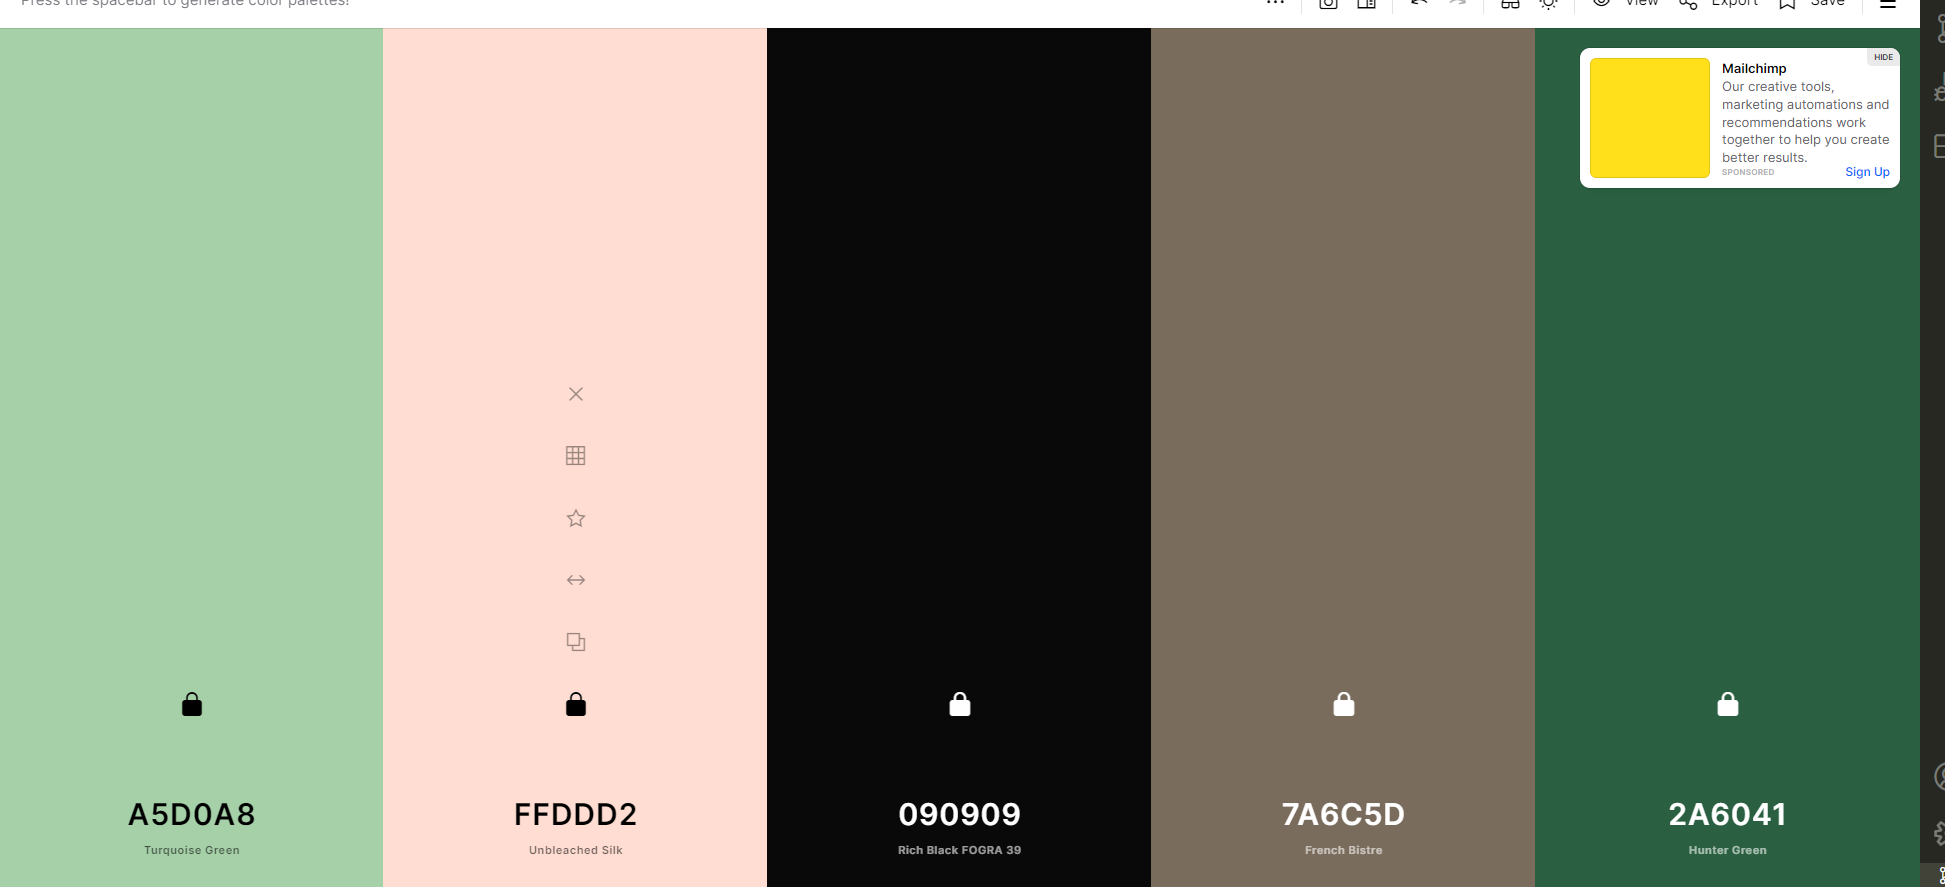 Press the spacebar to generate color palettes!
View
Export
Save
HIDE
Mailchimp
Our creative tools,
marketing automations and
recommendations work
together to help you create
better results.
SPONSORED
Sign Up
A5D0A8
Turquoise Green
FFDDD2
Unbleached Silk
090909
Rich Black FOGRA 39
7A6C5D
French Bistre
2A6041
Hunter Green